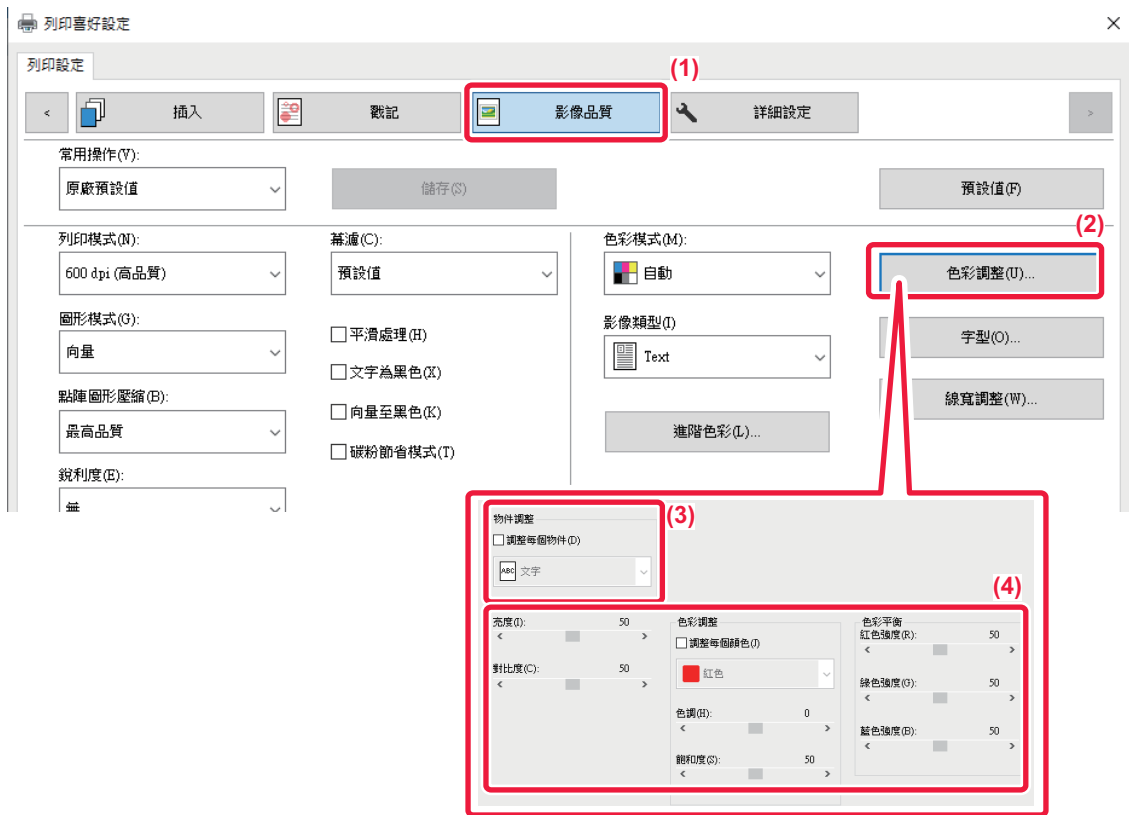 列印喜好設定
列印設定
(1)
插入
戳記
影像品質
詳細設定
常用操作(V):
原廠預設值
儲存(S)
預設值(F)
(2)
列印模式(N):
600 dpi (高品質)
幕濾(C):
預設值
色彩模式(M):
自動
色彩調整(U)...
圖形模式(G):
向量
平滑處理(H)
影像類型(I)
Text
字型(O)...
文字為黑色(X)
點陣圖形壓縮(B):
最高品質
向量至黑色(K)
線寬調整(W)...
進階色彩(L)...
碳粉節省模式(T)
銳利度(E):
無
(3)
物件調整
調整每個物件(D)
ABC 文字
(4)
亮度(I):
50
對比度(C):
50
色彩調整
調整每個顏色(J)
紅色
色調(H):
0
飽和度(S):
50
色彩平衡
紅色強度(R):
50
綠色強度(G):
50
藍色強度(B):
50